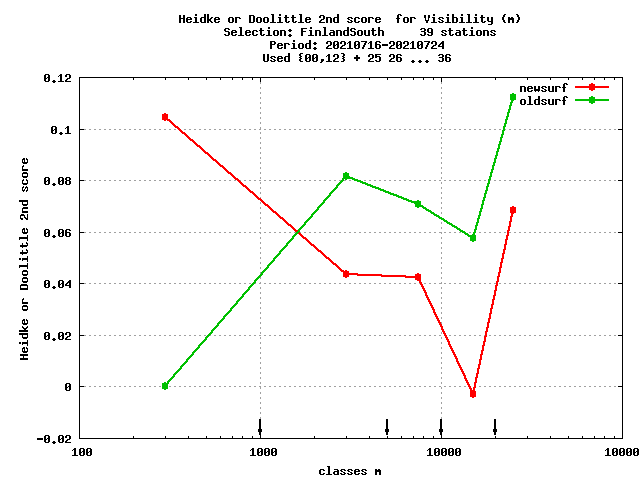 Heidke or Doolittle 2nd score  for Visibility (m)
Selection: FinlandSouth     39 stations
Period: 20210716-20210724
Used {00,12} + 25 26 ... 36
newsurf
oldsurf
Heidke or Doolittle 2nd score
0.12
0.1
0.08
0.06
0.04
0.02
0
-0.02
100 1000 10000 10000
classes m